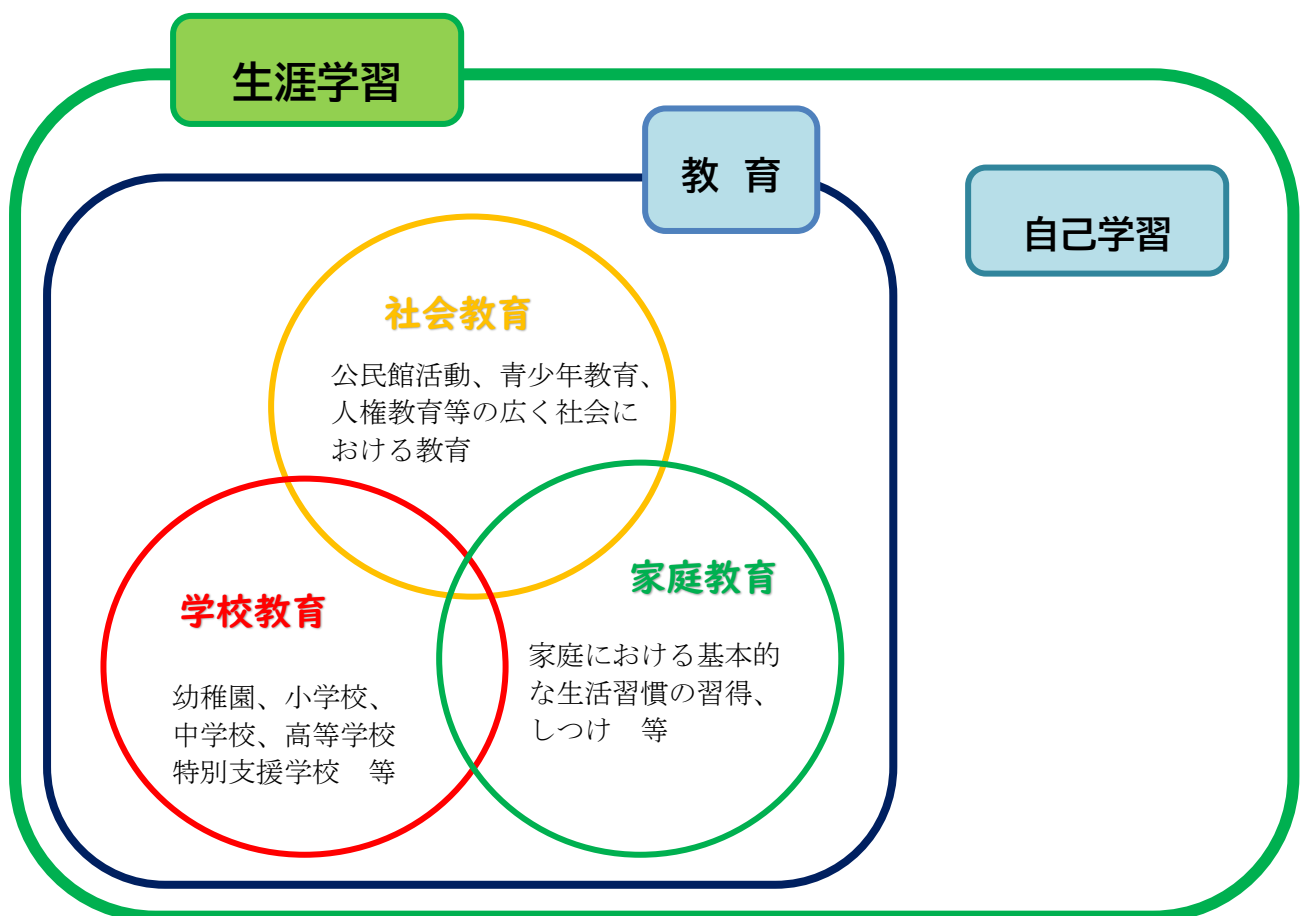 生涯学習
教 育
自己学習
社会教育
公民館活動、青少年教育、
人権教育等の広く社会に
おける教育
学校教育
幼稚園、小学校、
中学校、高等学校
特別支援学校　等
家庭教育
家庭における基本的
な生活習慣の習得、
しつけ　等